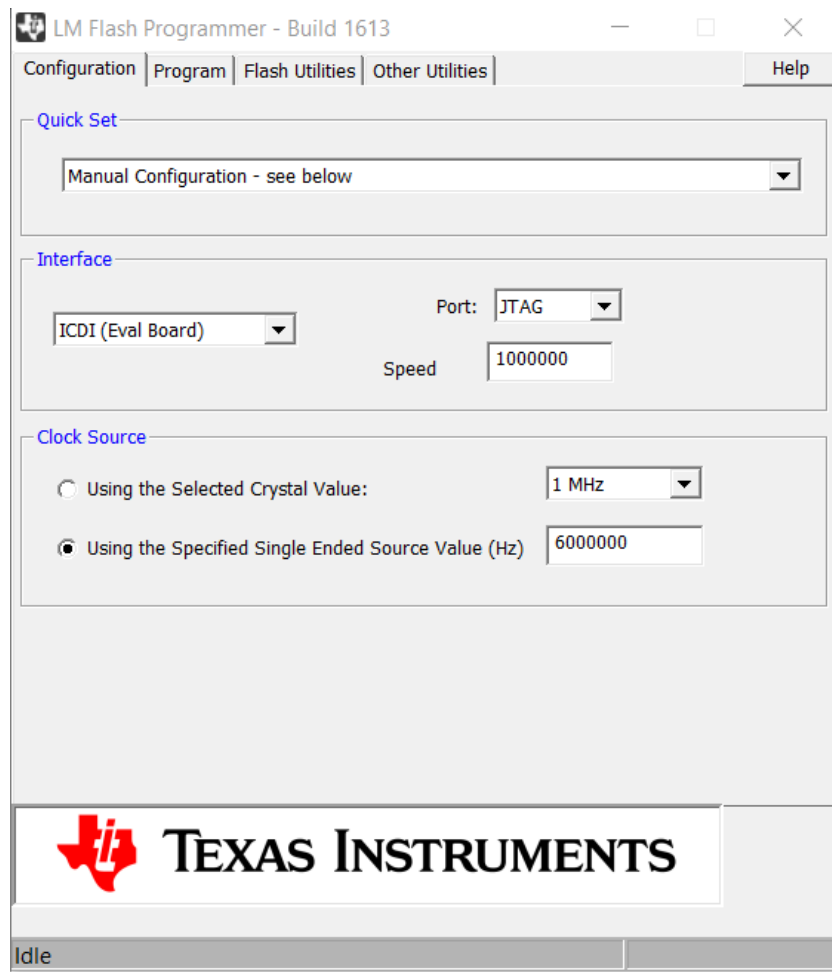 LM Flash Programmer - Build 1613
Configuration Program Flash Utilities Other Utilities Help
Quick Set
Manual Configuration - see below
Interface
Port: JTAG
ICDI (Eval Board)
Speed 1000000
Clock Source
Using the Selected Crystal Value: 1 MHz
Using the Specified Single Ended Source Value (Hz) 6000000
TEXAS INSTRUMENTS
Idle